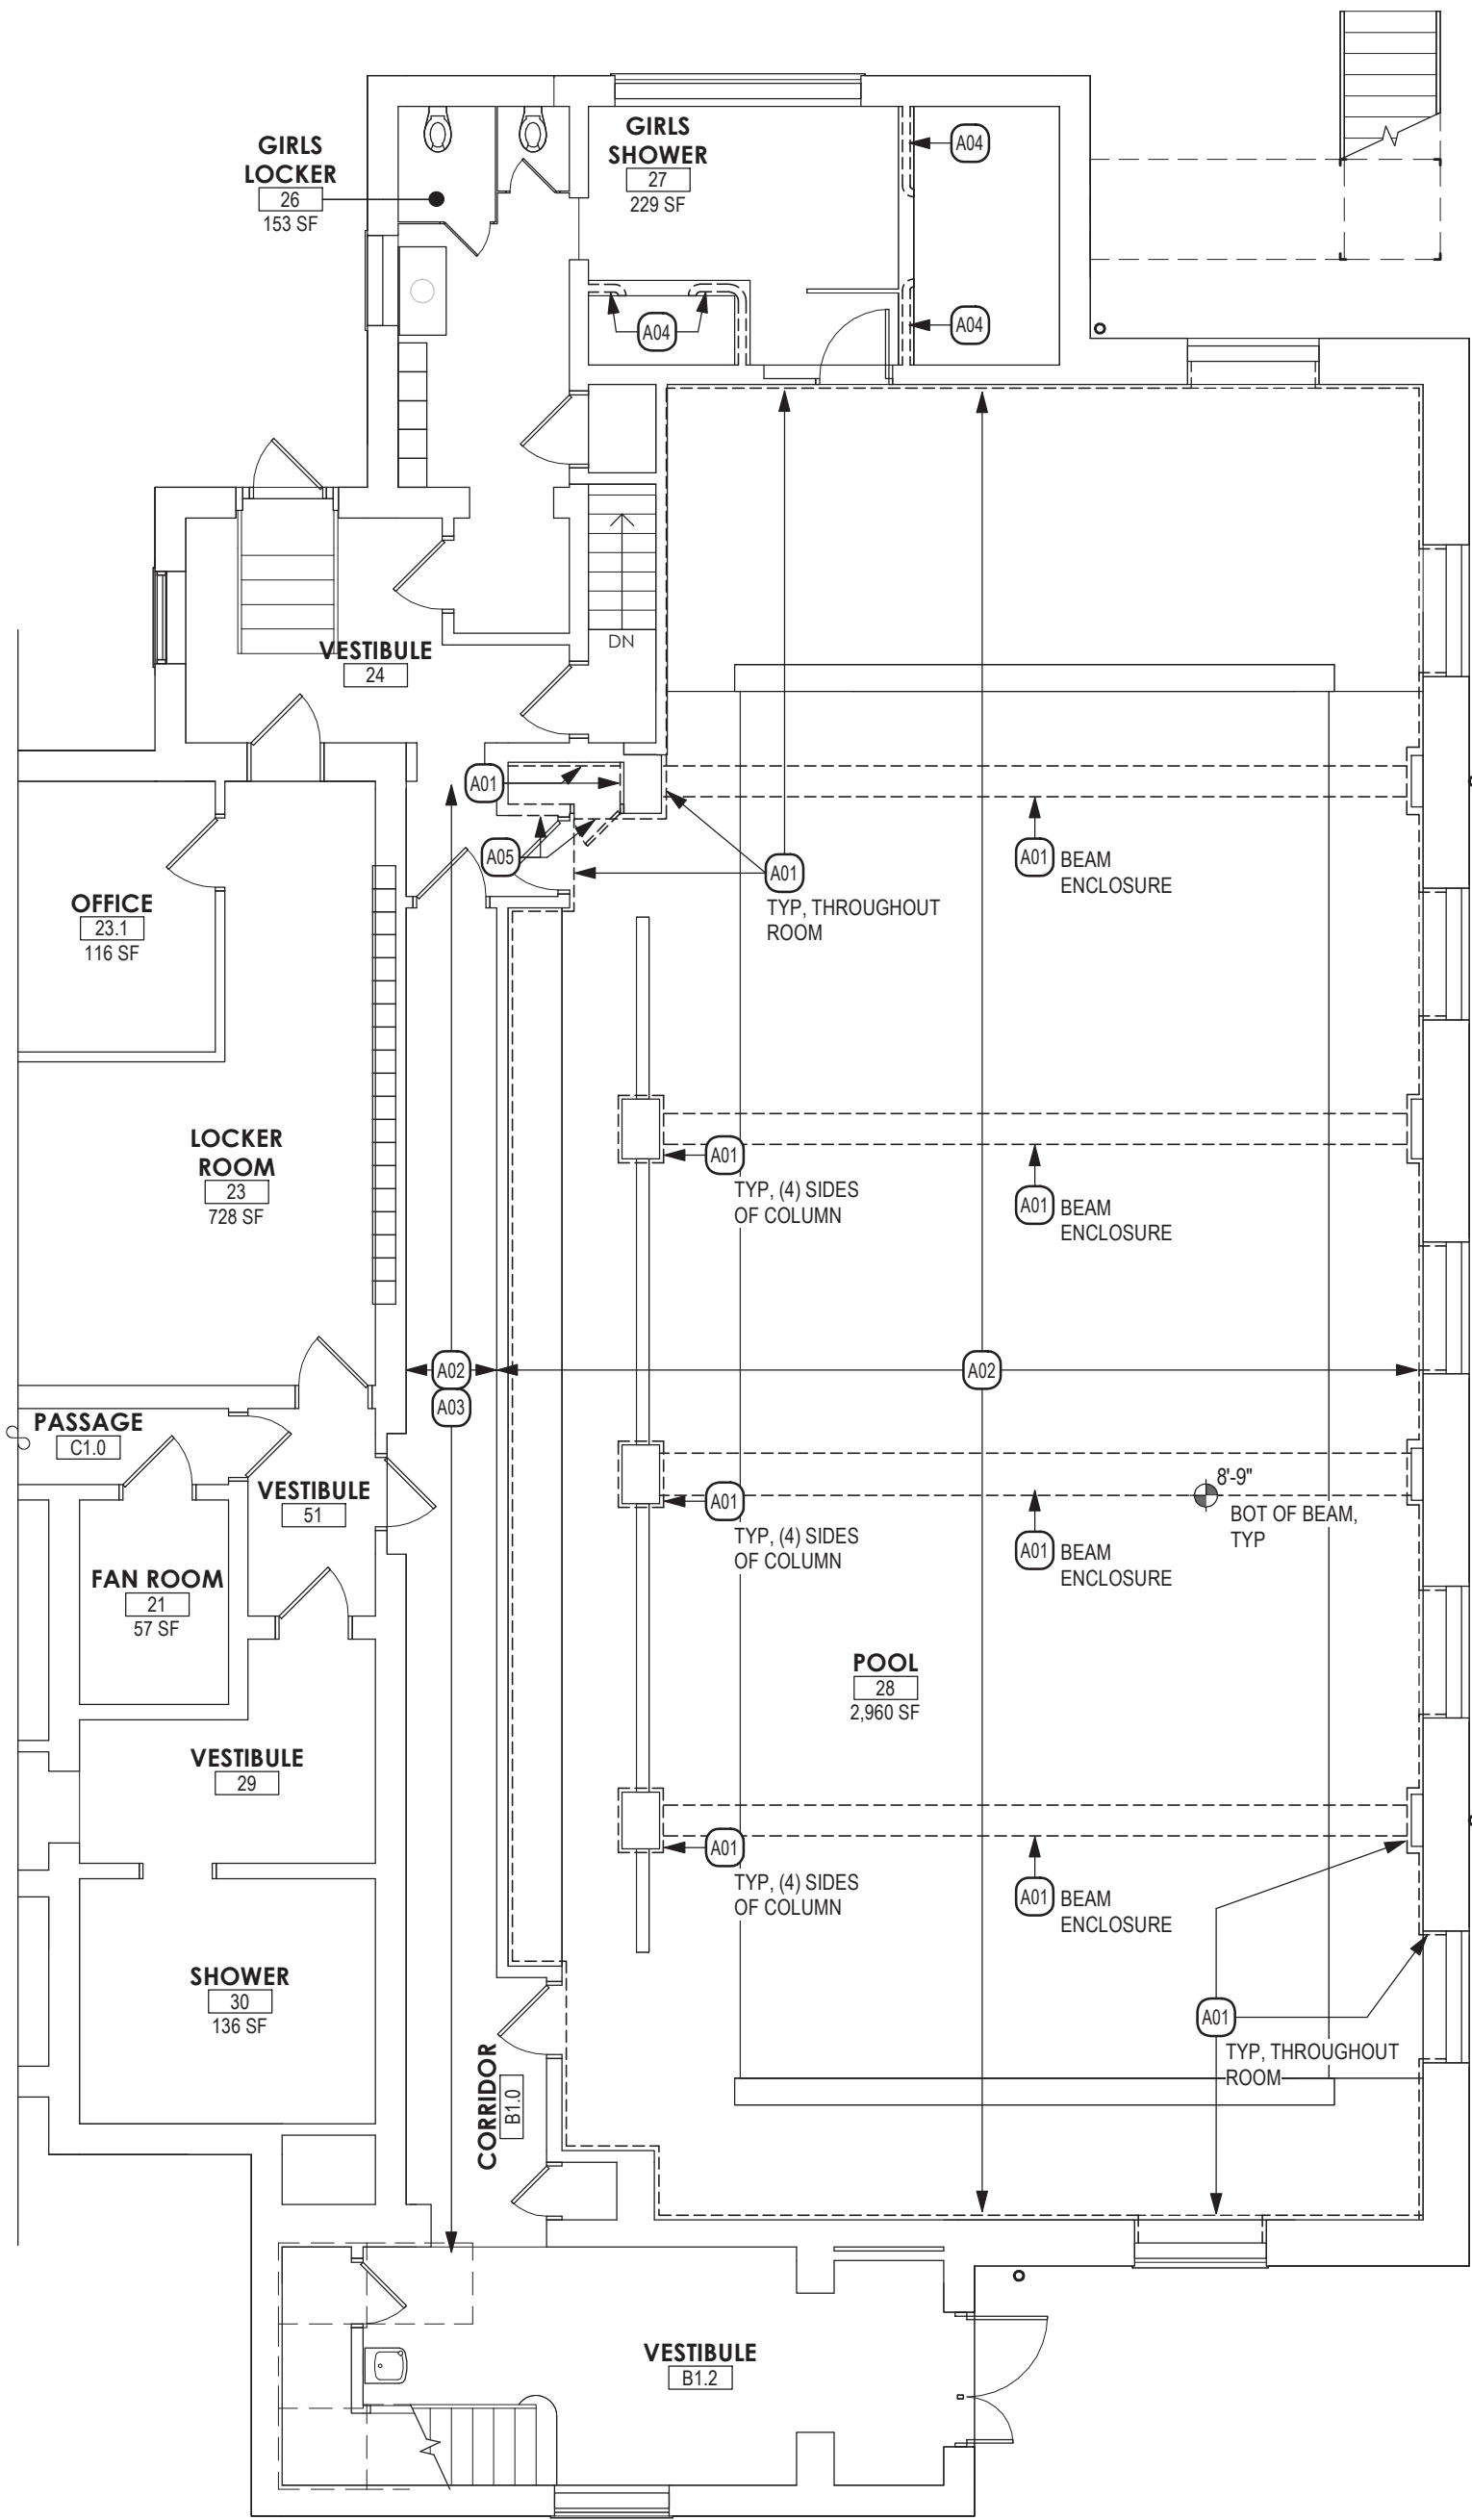 GIRLS
LOCKER
26
153 SF
GIRLS
SHOWER
27
229 SF
A04
A04
A04
DN
VESTIBULE
24
A01
A05
A01
TYP, THROUGHOUT
ROOM
A01
BEAM
ENCLOSURE
OFFICE
23.1
116 SF
LOCKER
ROOM
23
728 SF
A01
TYP, (4) SIDES
OF COLUMN
A01
BEAM
ENCLOSURE
A02
A03
A02
PASSAGE
C1.0
VESTIBULE
51
A01
TYP, (4) SIDES
OF COLUMN
A01
BEAM
ENCLOSURE
8'-9"
BOT OF BEAM,
TYP
FAN ROOM
21
57 SF
POOL
28
2,960 SF
VESTIBULE
29
A01
TYP, (4) SIDES
OF COLUMN
A01
BEAM
ENCLOSURE
SHOWER
30
136 SF
A01
TYP, THROUGHOUT
ROOM
CORRIDOR
B1.0
VESTIBULE
B1.2